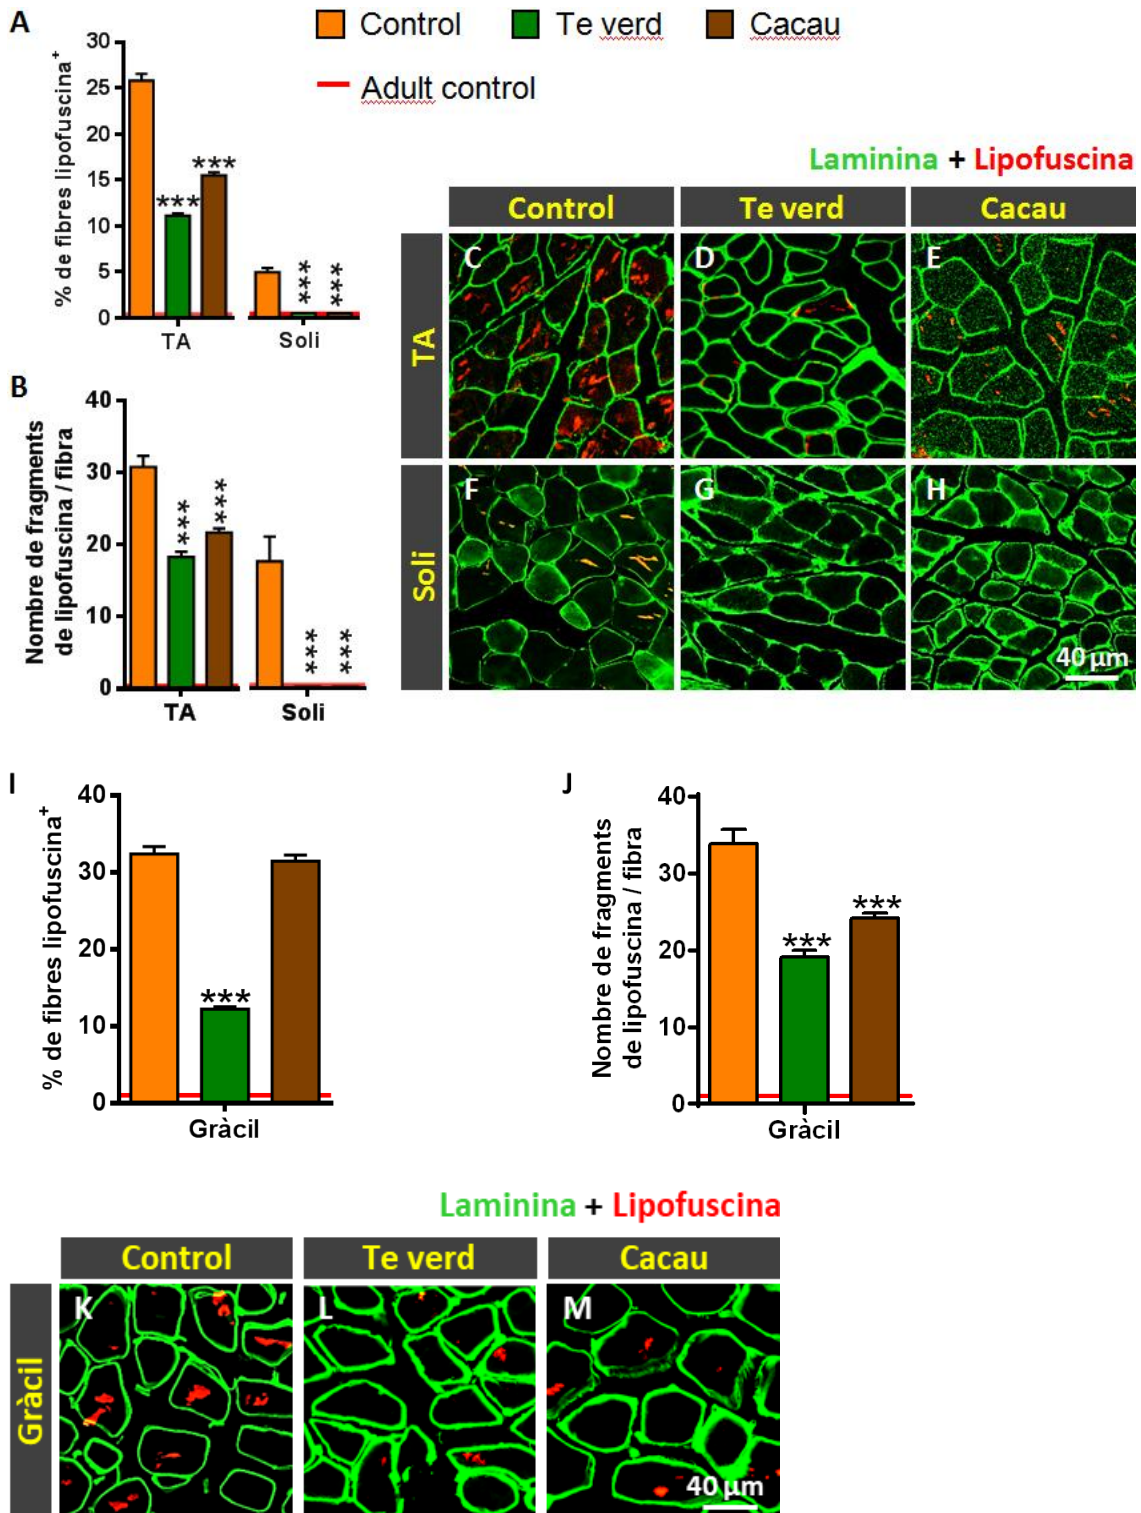 A
Control
Te verd
Cacau
Adult control
% de fibres lipofuscina⁺
30
25
20
15
10
5
0
***
***
***
***
TA
Soli
B
Nombre de fragments
de lipofuscina / fibra
40
30
20
10
0
***
***
***
***
TA
Soli
Laminina + Lipofuscina
Control
Te verd
Cacau
TA
C
D
E
Soli
F
G
H
40 µm
I
% de fibres lipofuscina⁺
40
30
20
10
0
***
Gràcil
J
Nombre de fragments
de lipofuscina / fibra
40
30
20
10
0
***
***
Gràcil
Laminina + Lipofuscina
Control
Te verd
Cacau
Gràcil
K
L
M
40 µm